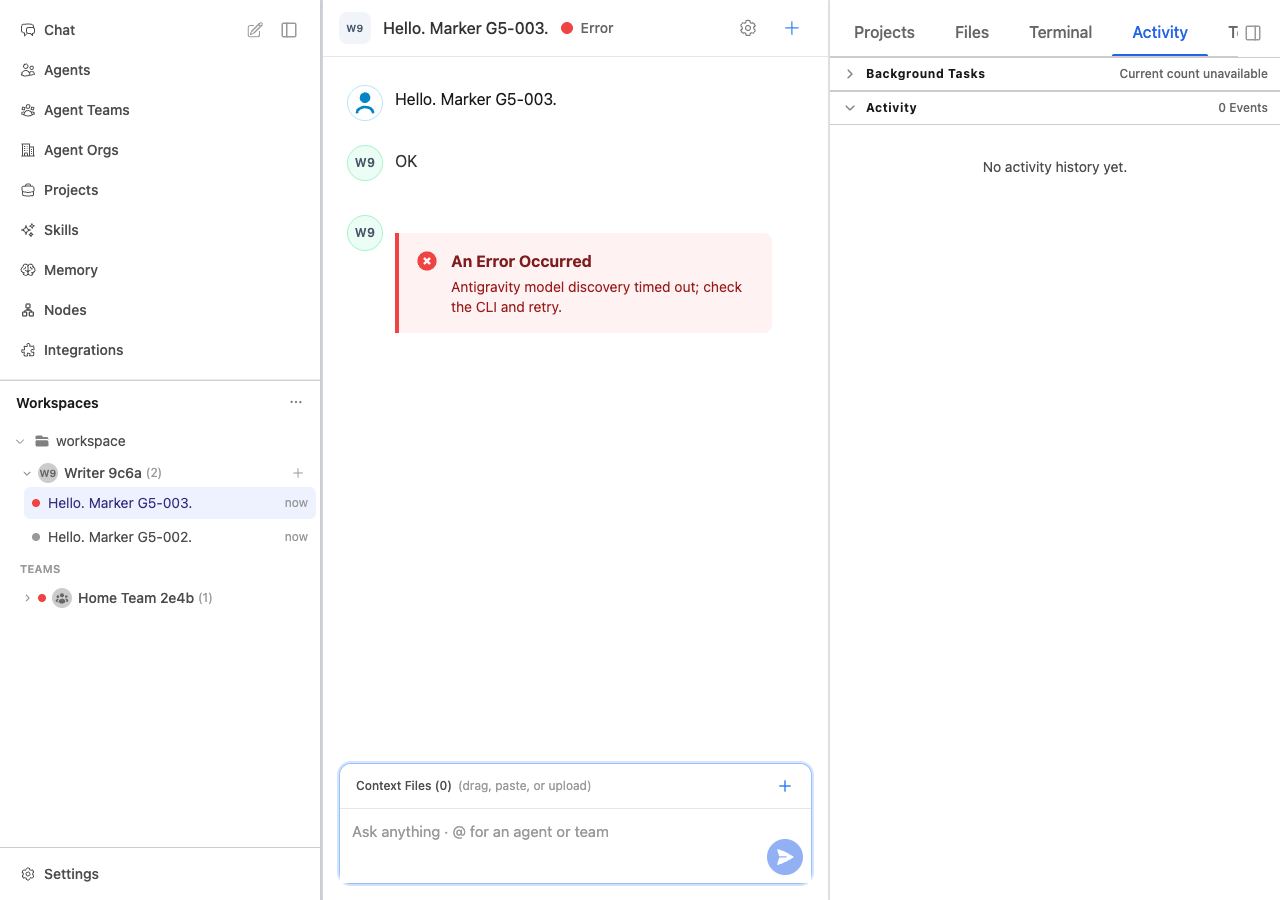 Chat
Agents
Agent Teams
Agent Orgs
Projects
Skills
Memory
Nodes
Integrations
Workspaces
workspace
W9 Writer 9c6a (2)
Hello. Marker G5-003. now
Hello. Marker G5-002. now
TEAMS
Home Team 2e4b (1)
Settings
W9 Hello. Marker G5-003. Error
Hello. Marker G5-003.
W9 OK
W9
An Error Occurred
Antigravity model discovery timed out; check
the CLI and retry.
Context Files (0) (drag, paste, or upload)
Ask anything · @ for an agent or team
Projects Files Terminal Activity
Background Tasks Current count unavailable
Activity 0 Events
No activity history yet.